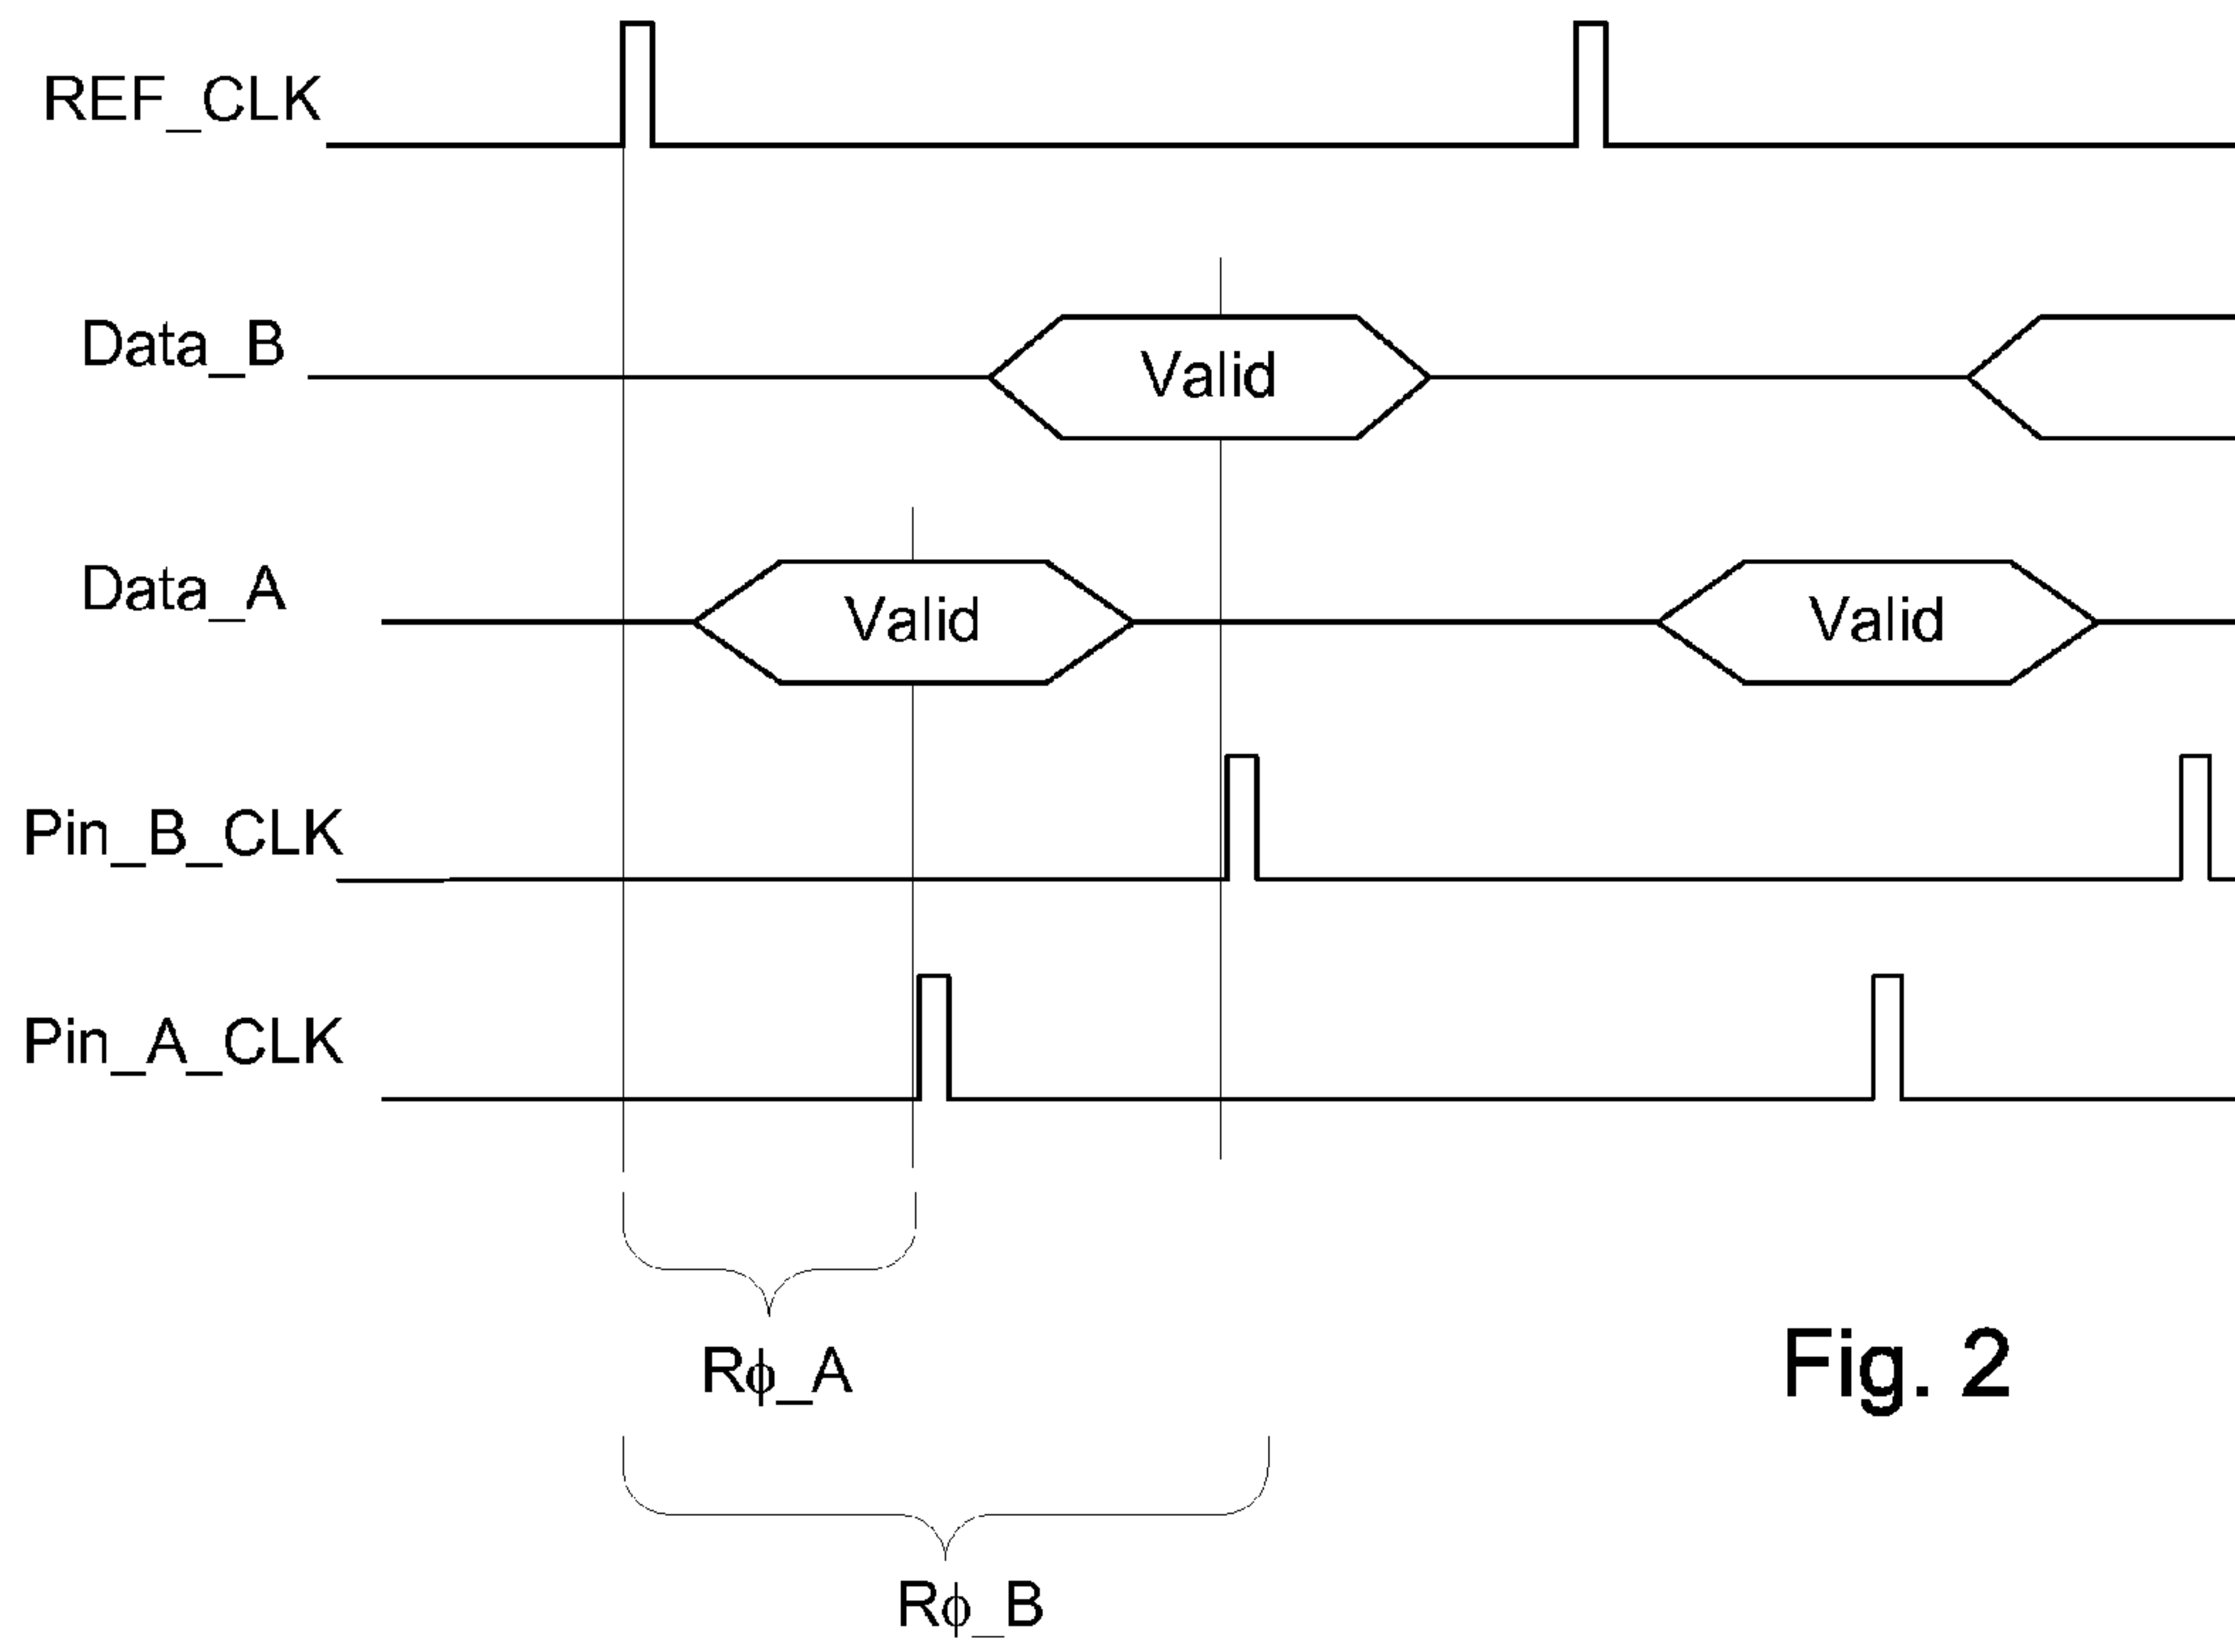 REF_CLK
Data_B
Valid
Data_A
Valid
Valid
Pin_B_CLK
Pin_A_CLK
Rϕ_A
Fig. 2
Rϕ_B